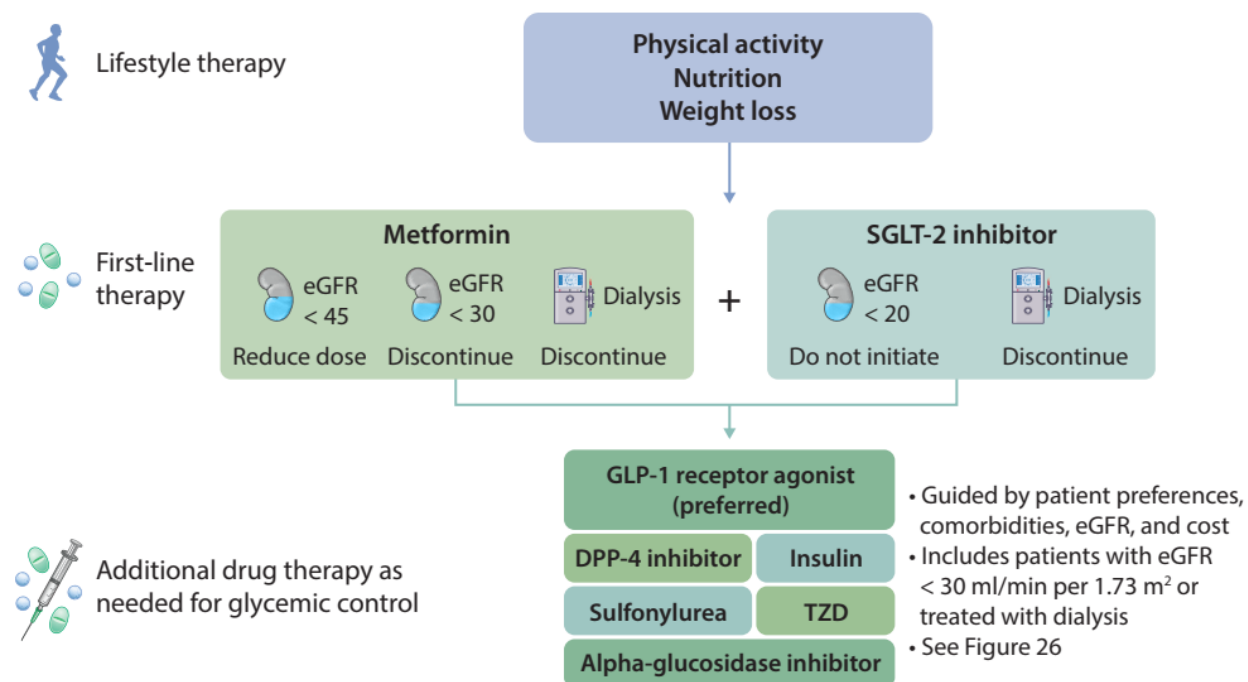 Lifestyle therapy
Physical activity
Nutrition
Weight loss
First-line
therapy
Metformin
eGFR
< 45
Reduce dose
eGFR
< 30
Discontinue
Dialysis
Discontinue
+
SGLT-2 inhibitor
eGFR
< 20
Do not initiate
Dialysis
Discontinue
Additional drug therapy as
needed for glycemic control
GLP-1 receptor agonist
(preferred)
DPP-4 inhibitor
Insulin
Sulfonylurea
TZD
Alpha-glucosidase inhibitor
• Guided by patient preferences,
comorbidities, eGFR, and cost
• Includes patients with eGFR
< 30 ml/min per 1.73 m² or
treated with dialysis
• See Figure 26